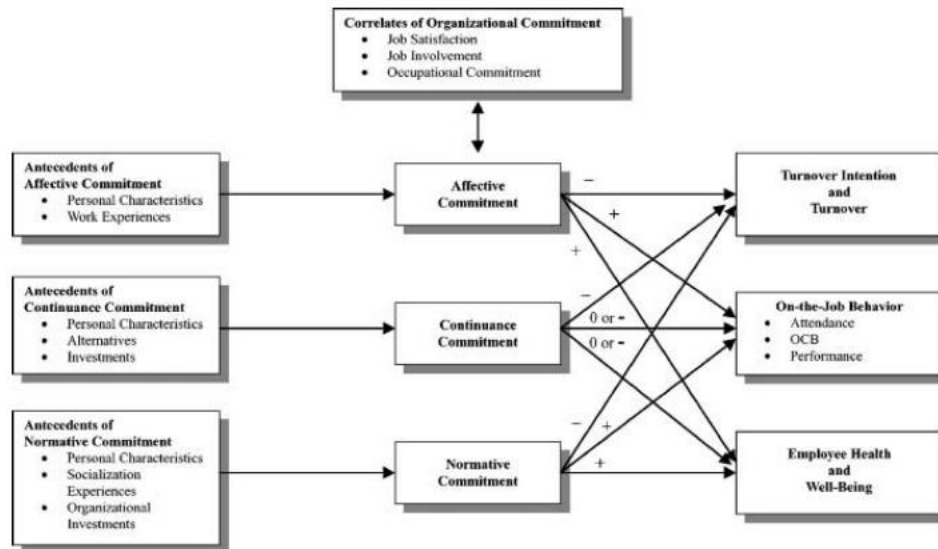 Correlates of Organizational Commitment
• Job Satisfaction
• Job Involvement
• Occupational Commitment
Antecedents of
Affective Commitment
• Personal Characteristics
• Work Experiences
Affective
Commitment
Turnover Intention
and
Turnover
−
+
+
Antecedents of
Continuance Commitment
• Personal Characteristics
• Alternatives
• Investments
Continuance
Commitment
−
0 or -
0 or -
On-the-Job Behavior
• Attendance
• OCB
• Performance
Antecedents of
Normative Commitment
• Personal Characteristics
• Socialization
Experiences
• Organizational
Investments
Normative
Commitment
− +
+
Employee Health
and
Well-Being